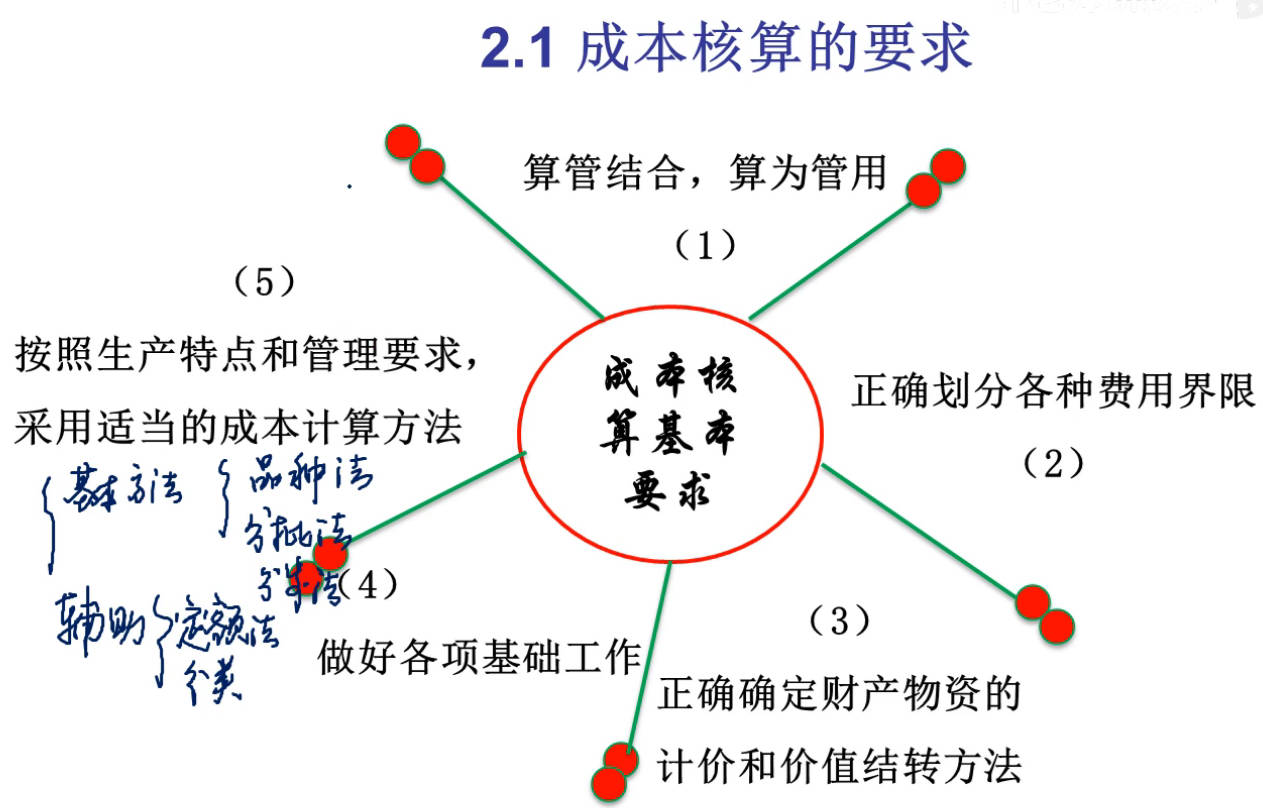 2.1 成本核算的要求
算管结合，算为管用
（1）
（5）
按照生产特点和管理要求，
采用适当的成本计算方法
成本核
算基本
要求
正确划分各种费用界限
（2）
基本方法
品种法
分批法
分步法
辅助
定额法
分类
（4）
做好各项基础工作
（3）
正确确定财产物资的
计价和价值结转方法